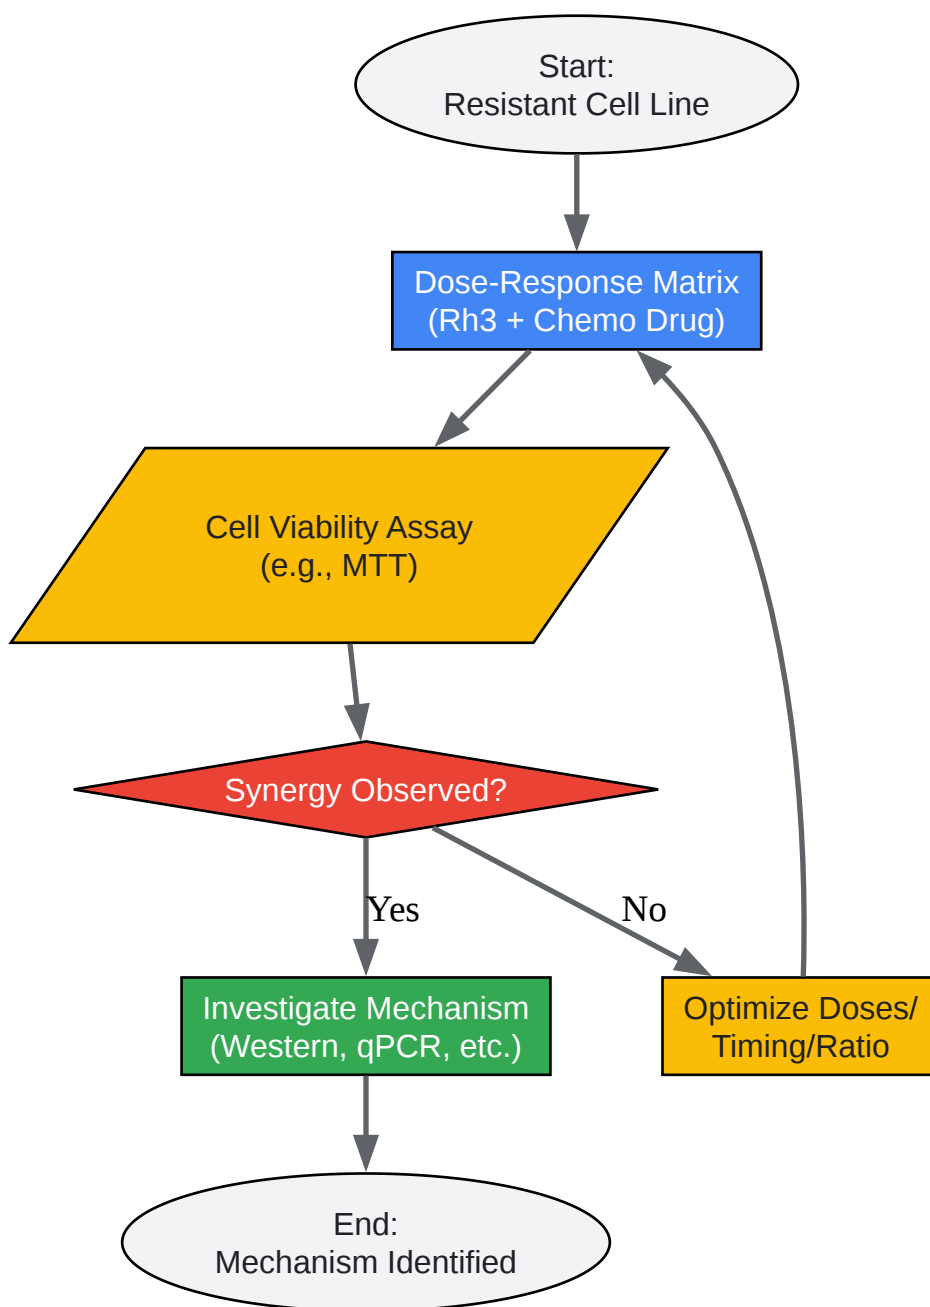 Start:
Resistant Cell Line
Dose-Response Matrix
(Rh3 + Chemo Drug)
Cell Viability Assay
(e.g., MTT)
Synergy Observed?
Yes
No
Investigate Mechanism
(Western, qPCR, etc.)
Optimize Doses/
Timing/Ratio
End:
Mechanism Identified